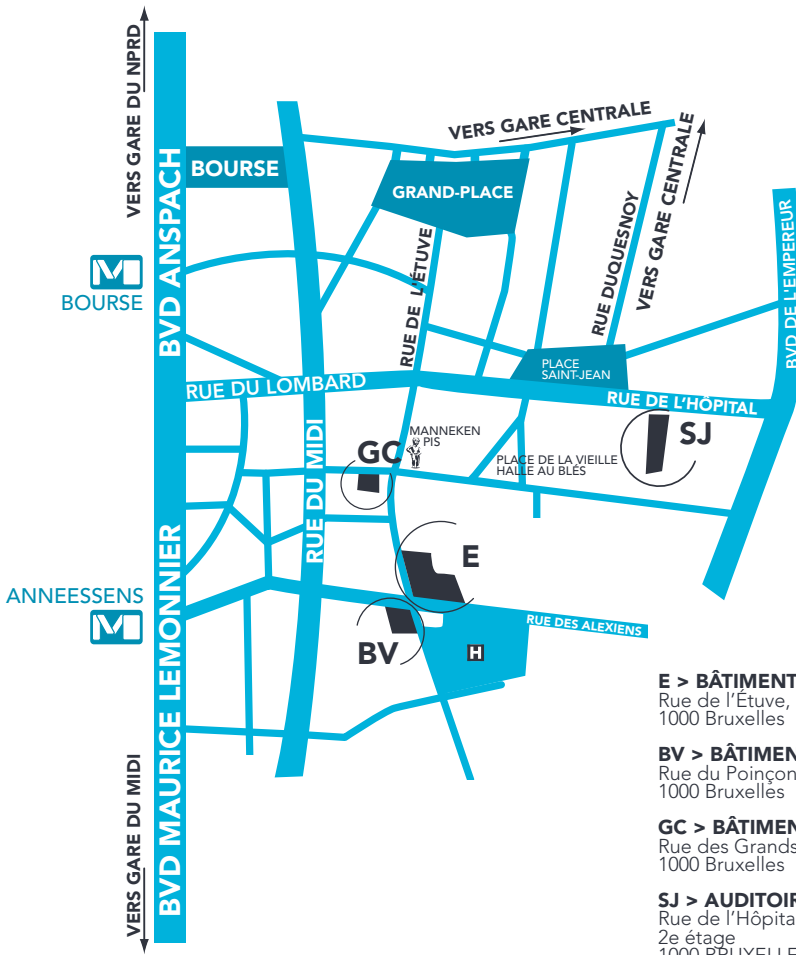 VERS GARE DU NPRD
BVD ANSPACH
BOURSE
VERS GARE CENTRALE
GRAND-PLACE
RUE DUQUESNOY
VERS GARE CENTRALE
BVD DE L'EMPEREUR
BOURSE
RUE DE L'ÉTUVE
PLACE
SAINT-JEAN
RUE DU LOMBARD
RUE DE L'HÔPITAL
RUE DU MIDI
MANNEKEN
PIS
GC
SJ
PLACE DE LA VIEILLE
HALLE AU BLÉS
E
ANNEESSENS
BV
H
RUE DES ALEXIENS
BVD MAURICE LEMONNIER
VERS GARE DU MIDI
E > BÂTIMENT
Rue de l'Étuve,
1000 Bruxelles
BV > BÂTIMEN
Rue du Poinçon
1000 Bruxelles
GC > BÂTIMEN
Rue des Grands
1000 Bruxelles
SJ > AUDITOIR
Rue de l'Hôpita
2e étage
1000 BRUXELLE